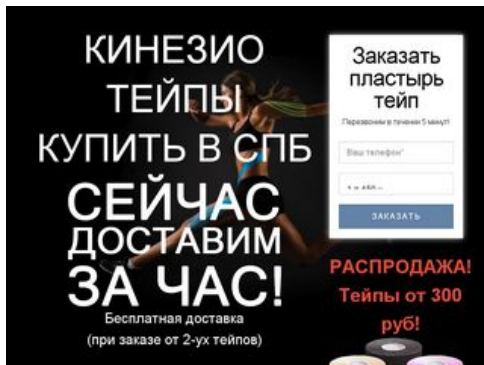 КИНЕЗИО
ТЕЙПЫ
КУПИТЬ В СПБ
СЕЙЧАС
ДОСТАВИМ
ЗА ЧАС!
Бесплатная доставка
(при заказе от 2-ух тейпов)
Заказать
пластырь
тейп
Перезвоним в течении 5 минут!
Ваш телефон*
ЗАКАЗАТЬ
РАСПРОДАЖА!
Тейпы от 300
руб!